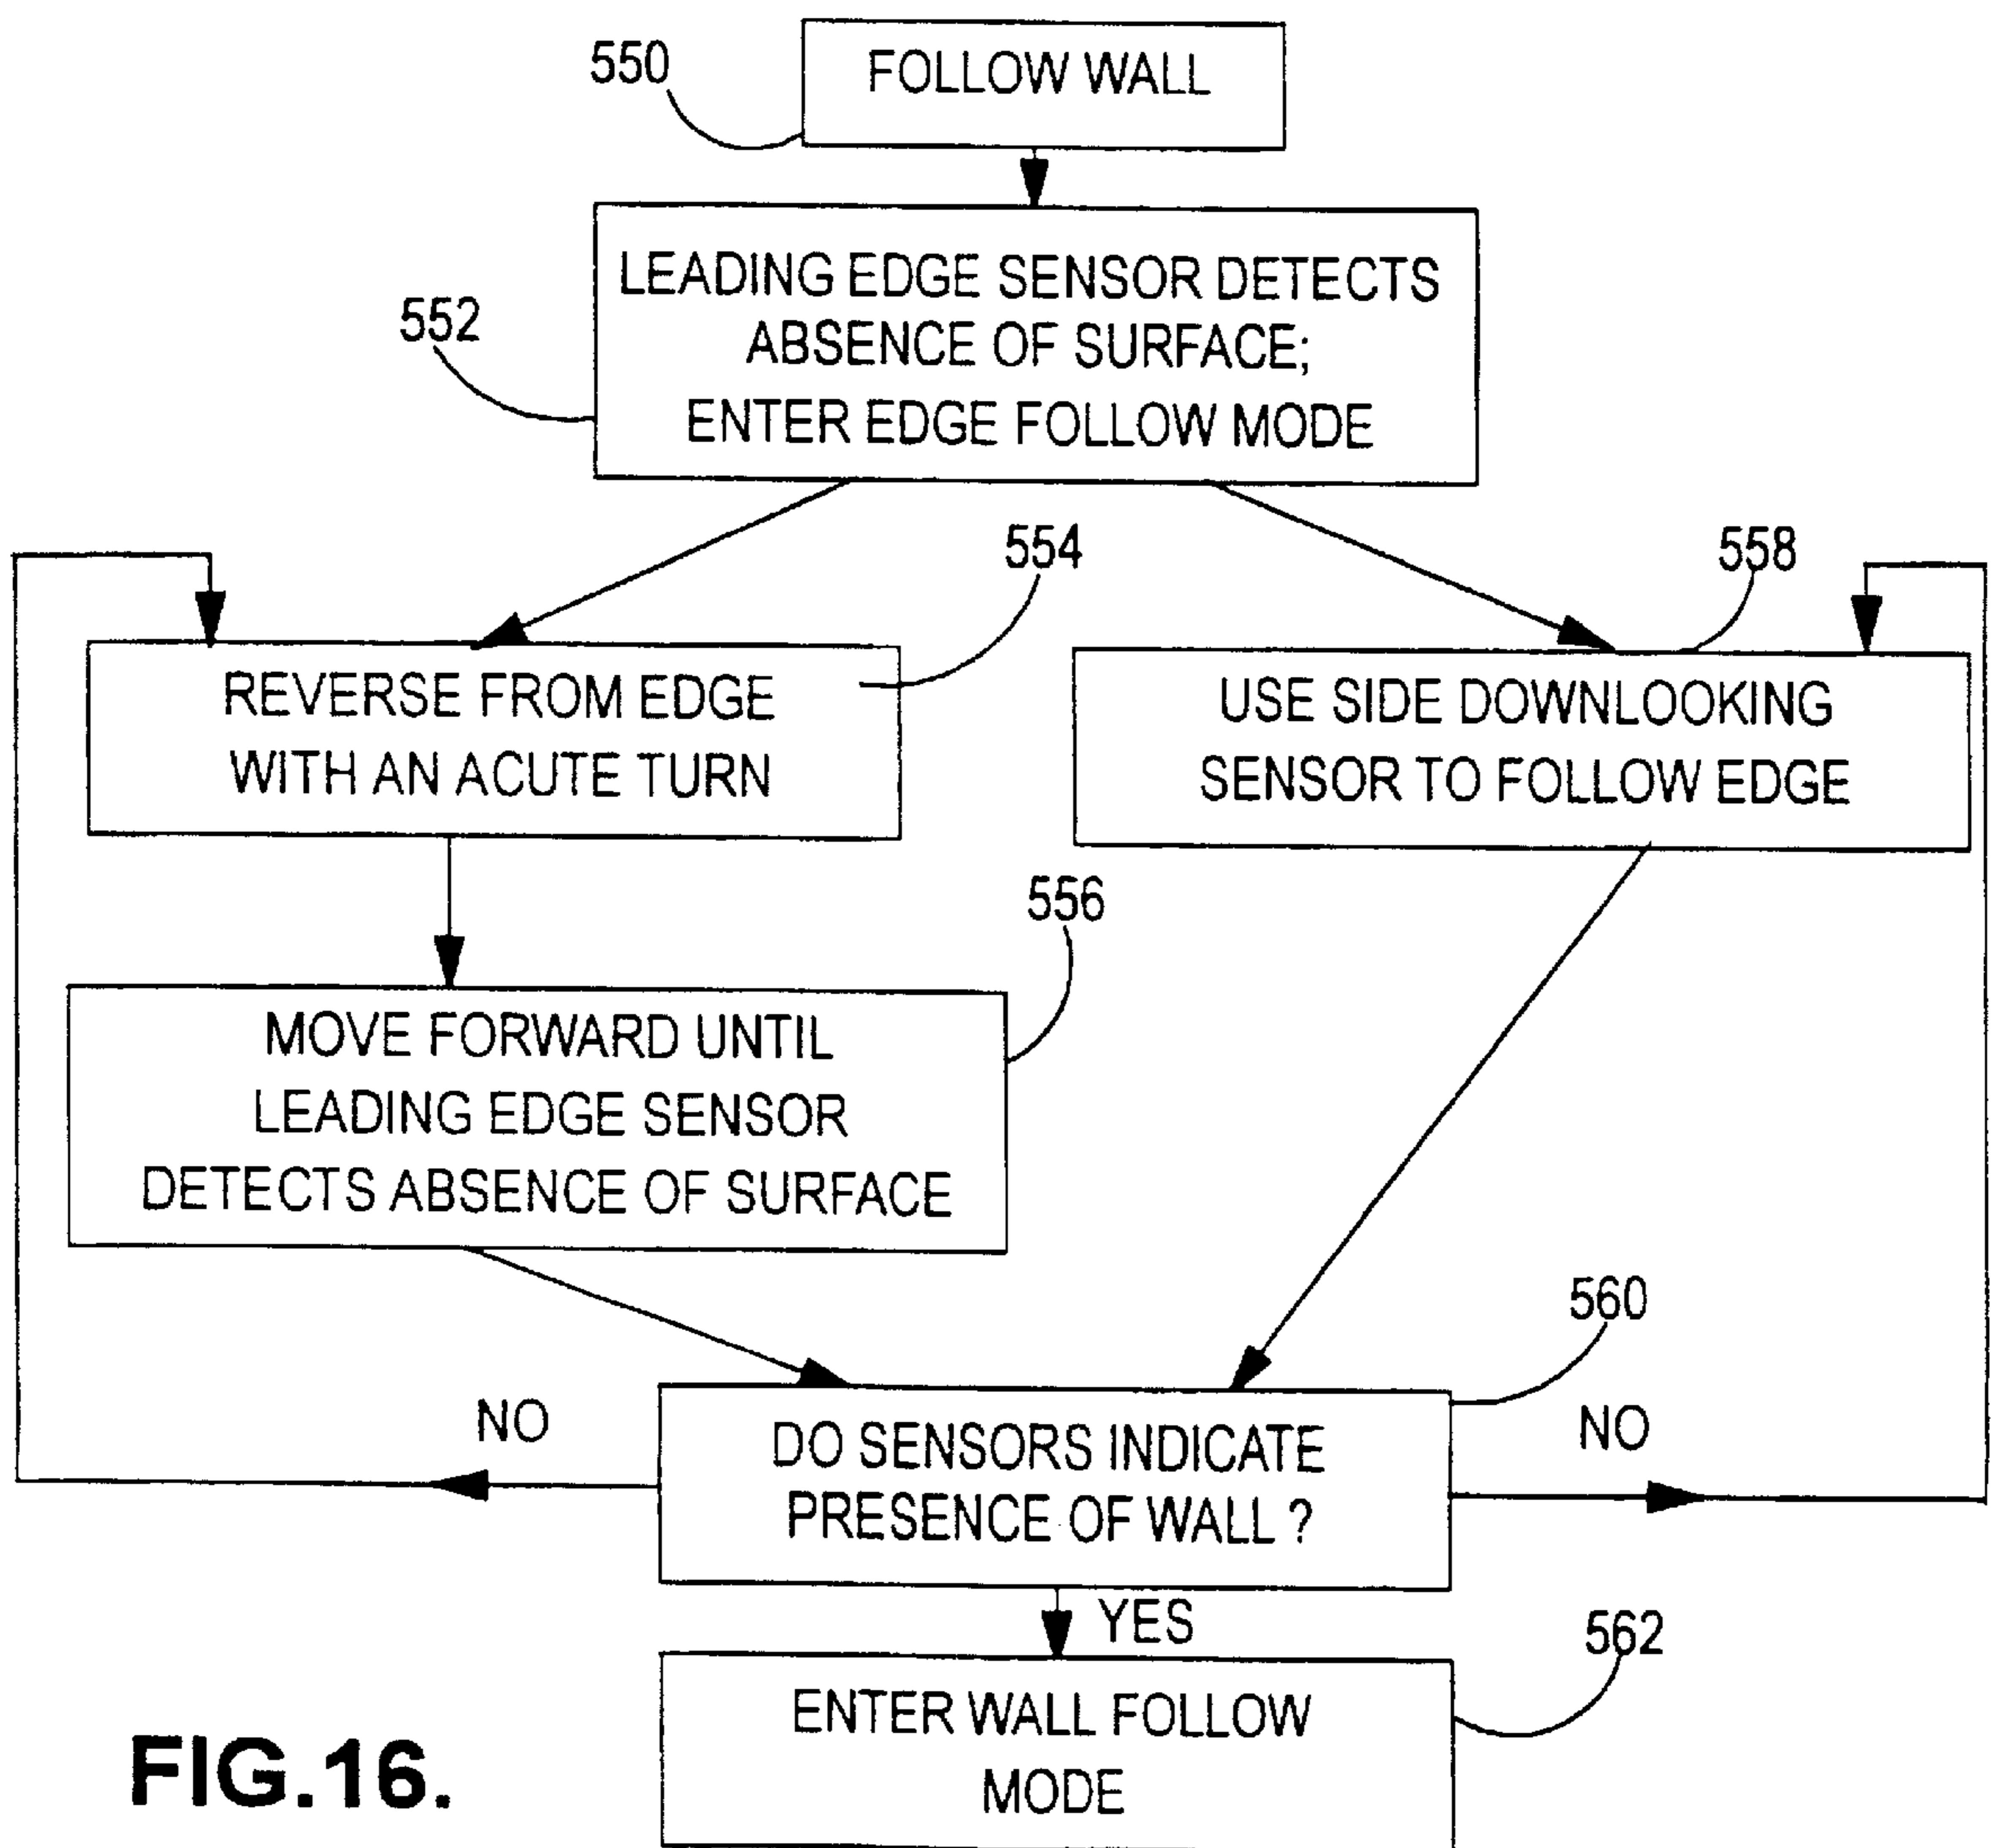 550
FOLLOW WALL
552
LEADING EDGE SENSOR DETECTS
ABSENCE OF SURFACE;
ENTER EDGE FOLLOW MODE
554
REVERSE FROM EDGE
WITH AN ACUTE TURN
558
USE SIDE DOWNLOOKING
SENSOR TO FOLLOW EDGE
556
MOVE FORWARD UNTIL
LEADING EDGE SENSOR
DETECTS ABSENCE OF SURFACE
560
NO
DO SENSORS INDICATE
PRESENCE OF WALL ?
NO
YES
562
ENTER WALL FOLLOW
MODE
FIG.16.